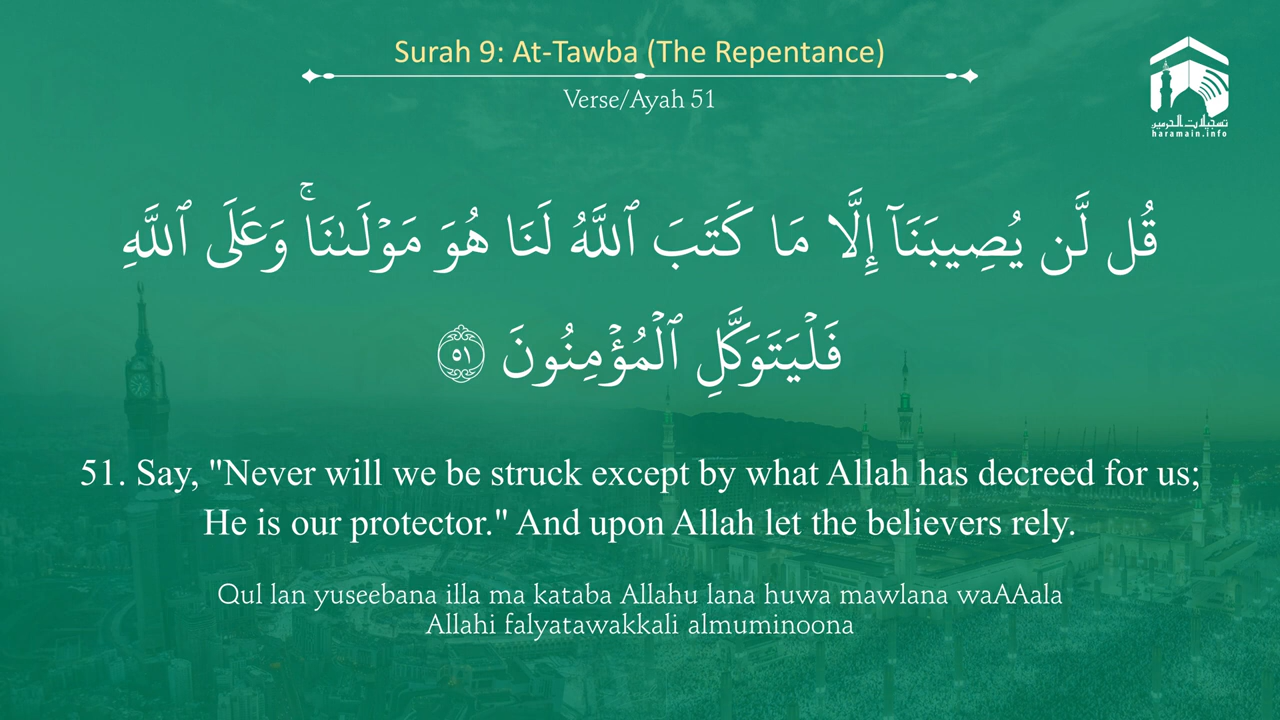 Surah 9: At-Tawba (The Repentance)
Verse/Ayah 51
تسجيلات الحرمين
haramain.info
قُل لَّن يُصِيبَنَآ إِلَّا مَا كَتَبَ ٱللَّهُ لَنَا هُوَ مَوْلَىٰنَا ۚ وَعَلَى ٱللَّهِ
فَلْيَتَوَكَّلِ ٱلْمُؤْمِنُونَ ٥١
51. Say, "Never will we be struck except by what Allah has decreed for us;
He is our protector." And upon Allah let the believers rely.
Qul lan yuseebana illa ma kataba Allahu lana huwa mawlana waAAala
Allahi falyatawakkali almuminoona